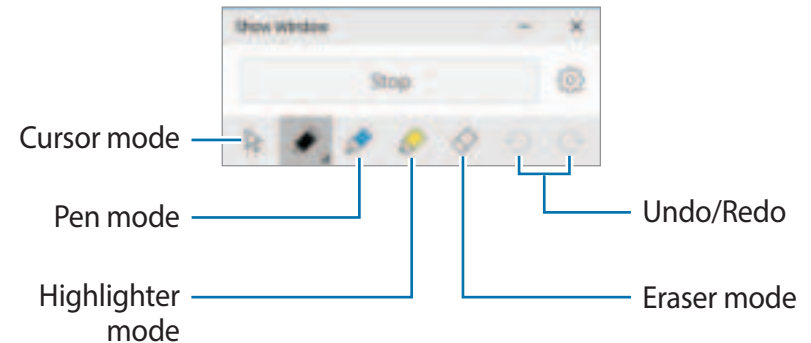 Show Window
Stop
Cursor mode
Pen mode
Undo/Redo
Highlighter
mode
Eraser mode